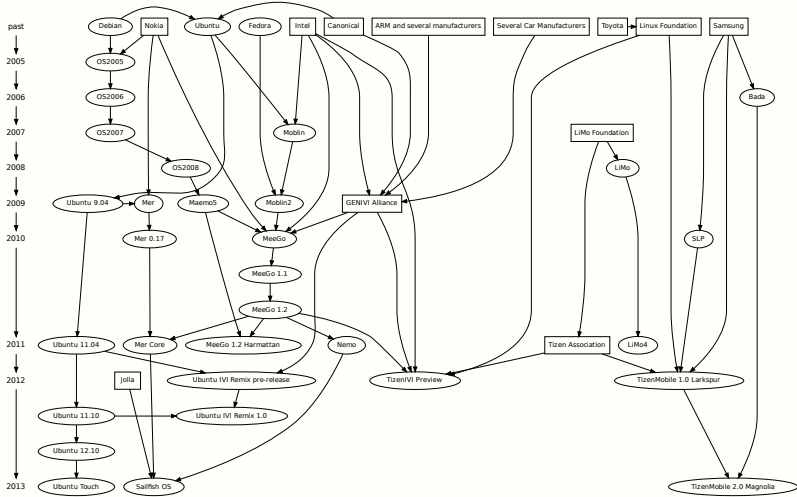 past
Debian
Nokia
Ubuntu
Fedora
Intel
Canonical
ARM and several manufacturers
Several Car Manufacturers
Toyota
Linux Foundation
Samsung
2005
OS2005
2006
OS2006
Bada
2007
OS2007
Moblin
LiMo Foundation
2008
OS2008
LiMo
2009
Ubuntu 9.04
Mer
Maemo5
Moblin2
GENIVI Alliance
2010
Mer 0.17
MeeGo
SLP
MeeGo 1.1
MeeGo 1.2
2011
Ubuntu 11.04
Mer Core
MeeGo 1.2 Harmattan
Nemo
Tizen Association
LiMo4
2012
Jolla
Ubuntu IVI Remix pre-release
TizenIVI Preview
TizenMobile 1.0 Larkspur
Ubuntu 11.10
Ubuntu IVI Remix 1.0
Ubuntu 12.10
2013
Ubuntu Touch
Sailfish OS
TizenMobile 2.0 Magnolia